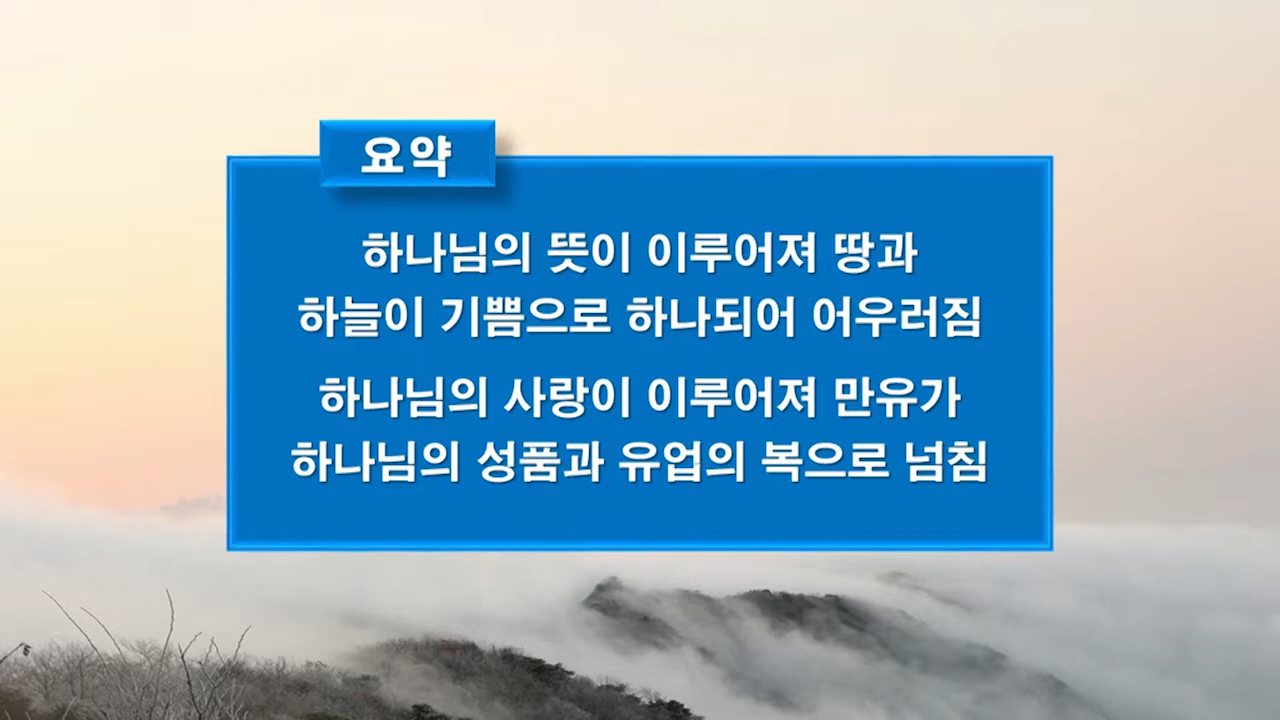 요약
하나님의 뜻이 이루어져 땅과
하늘이 기쁨으로 하나되어 어우러짐
하나님의 사랑이 이루어져 만유가
하나님의 성품과 유업의 복으로 넘침